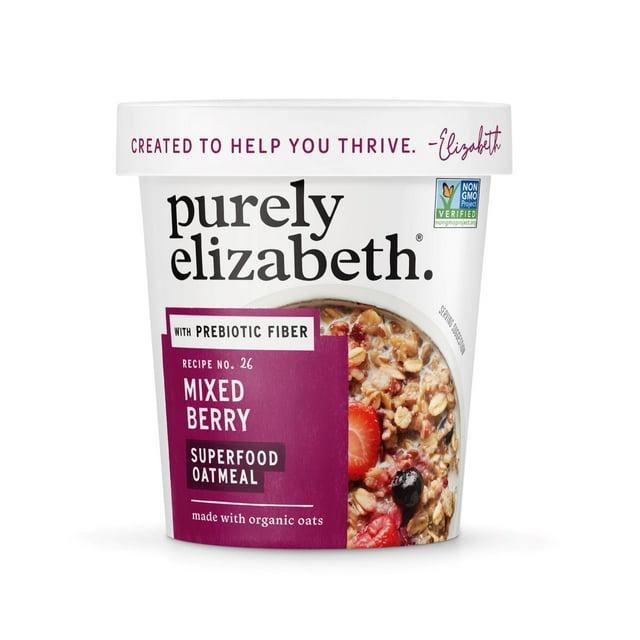 CREATED TO HELP YOU THRIVE. -Elizabeth
purely
elizabeth.®
NON
GMO
Project
VERIFIED
nongmoproject.org
SERVING SUGGESTION
WITH PREBIOTIC FIBER
RECIPE NO. 26
MIXED
BERRY
SUPERFOOD
OATMEAL
made with organic oats